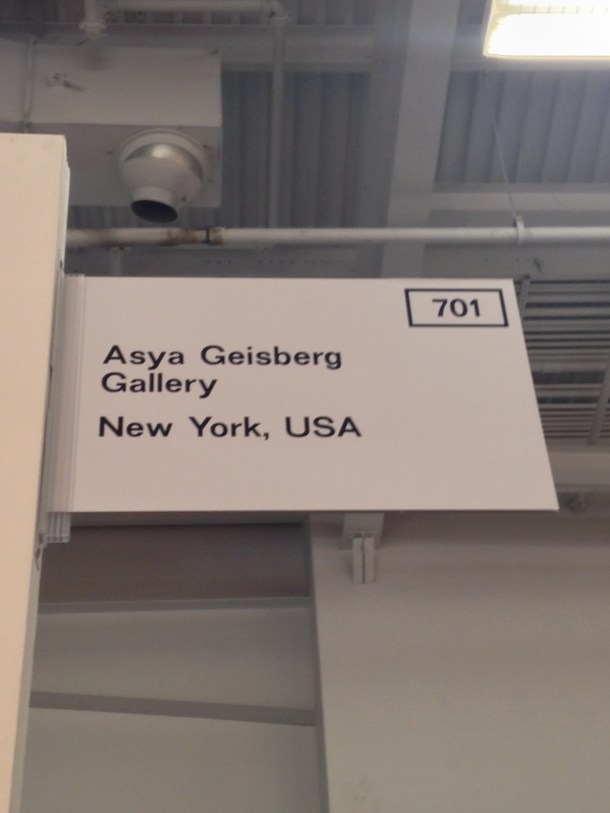 701
Asya Geisberg
Gallery
New York, USA